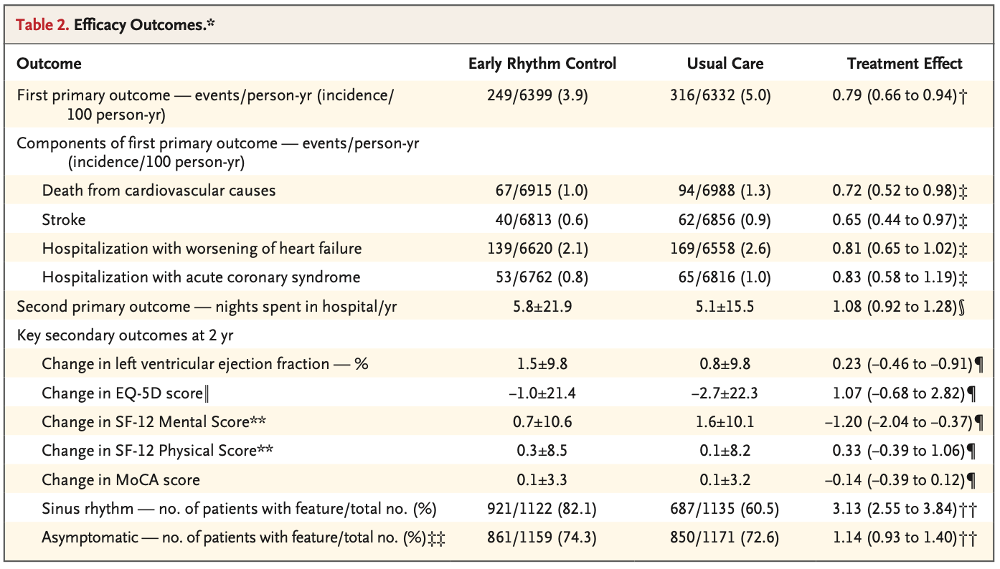 Table 2. Efficacy Outcomes.*
Outcome Early Rhythm Control Usual Care Treatment Effect
First primary outcome — events/person-yr (incidence/ 249/6399 (3.9) 316/6332 (5.0) 0.79 (0.66 to 0.94)†
100 person-yr)
Components of first primary outcome — events/person-yr
(incidence/100 person-yr)
Death from cardiovascular causes 67/6915 (1.0) 94/6988 (1.3) 0.72 (0.52 to 0.98)‡
Stroke 40/6813 (0.6) 62/6856 (0.9) 0.65 (0.44 to 0.97)‡
Hospitalization with worsening of heart failure 139/6620 (2.1) 169/6558 (2.6) 0.81 (0.65 to 1.02)‡
Hospitalization with acute coronary syndrome 53/6762 (0.8) 65/6816 (1.0) 0.83 (0.58 to 1.19)‡
Second primary outcome — nights spent in hospital/yr 5.8±21.9 5.1±15.5 1.08 (0.92 to 1.28)§
Key secondary outcomes at 2 yr
Change in left ventricular ejection fraction — % 1.5±9.8 0.8±9.8 0.23 (–0.46 to –0.91)¶
Change in EQ-5D score‖ –1.0±21.4 –2.7±22.3 1.07 (–0.68 to 2.82)¶
Change in SF-12 Mental Score** 0.7±10.6 1.6±10.1 –1.20 (–2.04 to –0.37)¶
Change in SF-12 Physical Score** 0.3±8.5 0.1±8.2 0.33 (–0.39 to 1.06)¶
Change in MoCA score 0.1±3.3 0.1±3.2 –0.14 (–0.39 to 0.12)¶
Sinus rhythm — no. of patients with feature/total no. (%) 921/1122 (82.1) 687/1135 (60.5) 3.13 (2.55 to 3.84)††
Asymptomatic — no. of patients with feature/total no. (%)‡‡ 861/1159 (74.3) 850/1171 (72.6) 1.14 (0.93 to 1.40)††